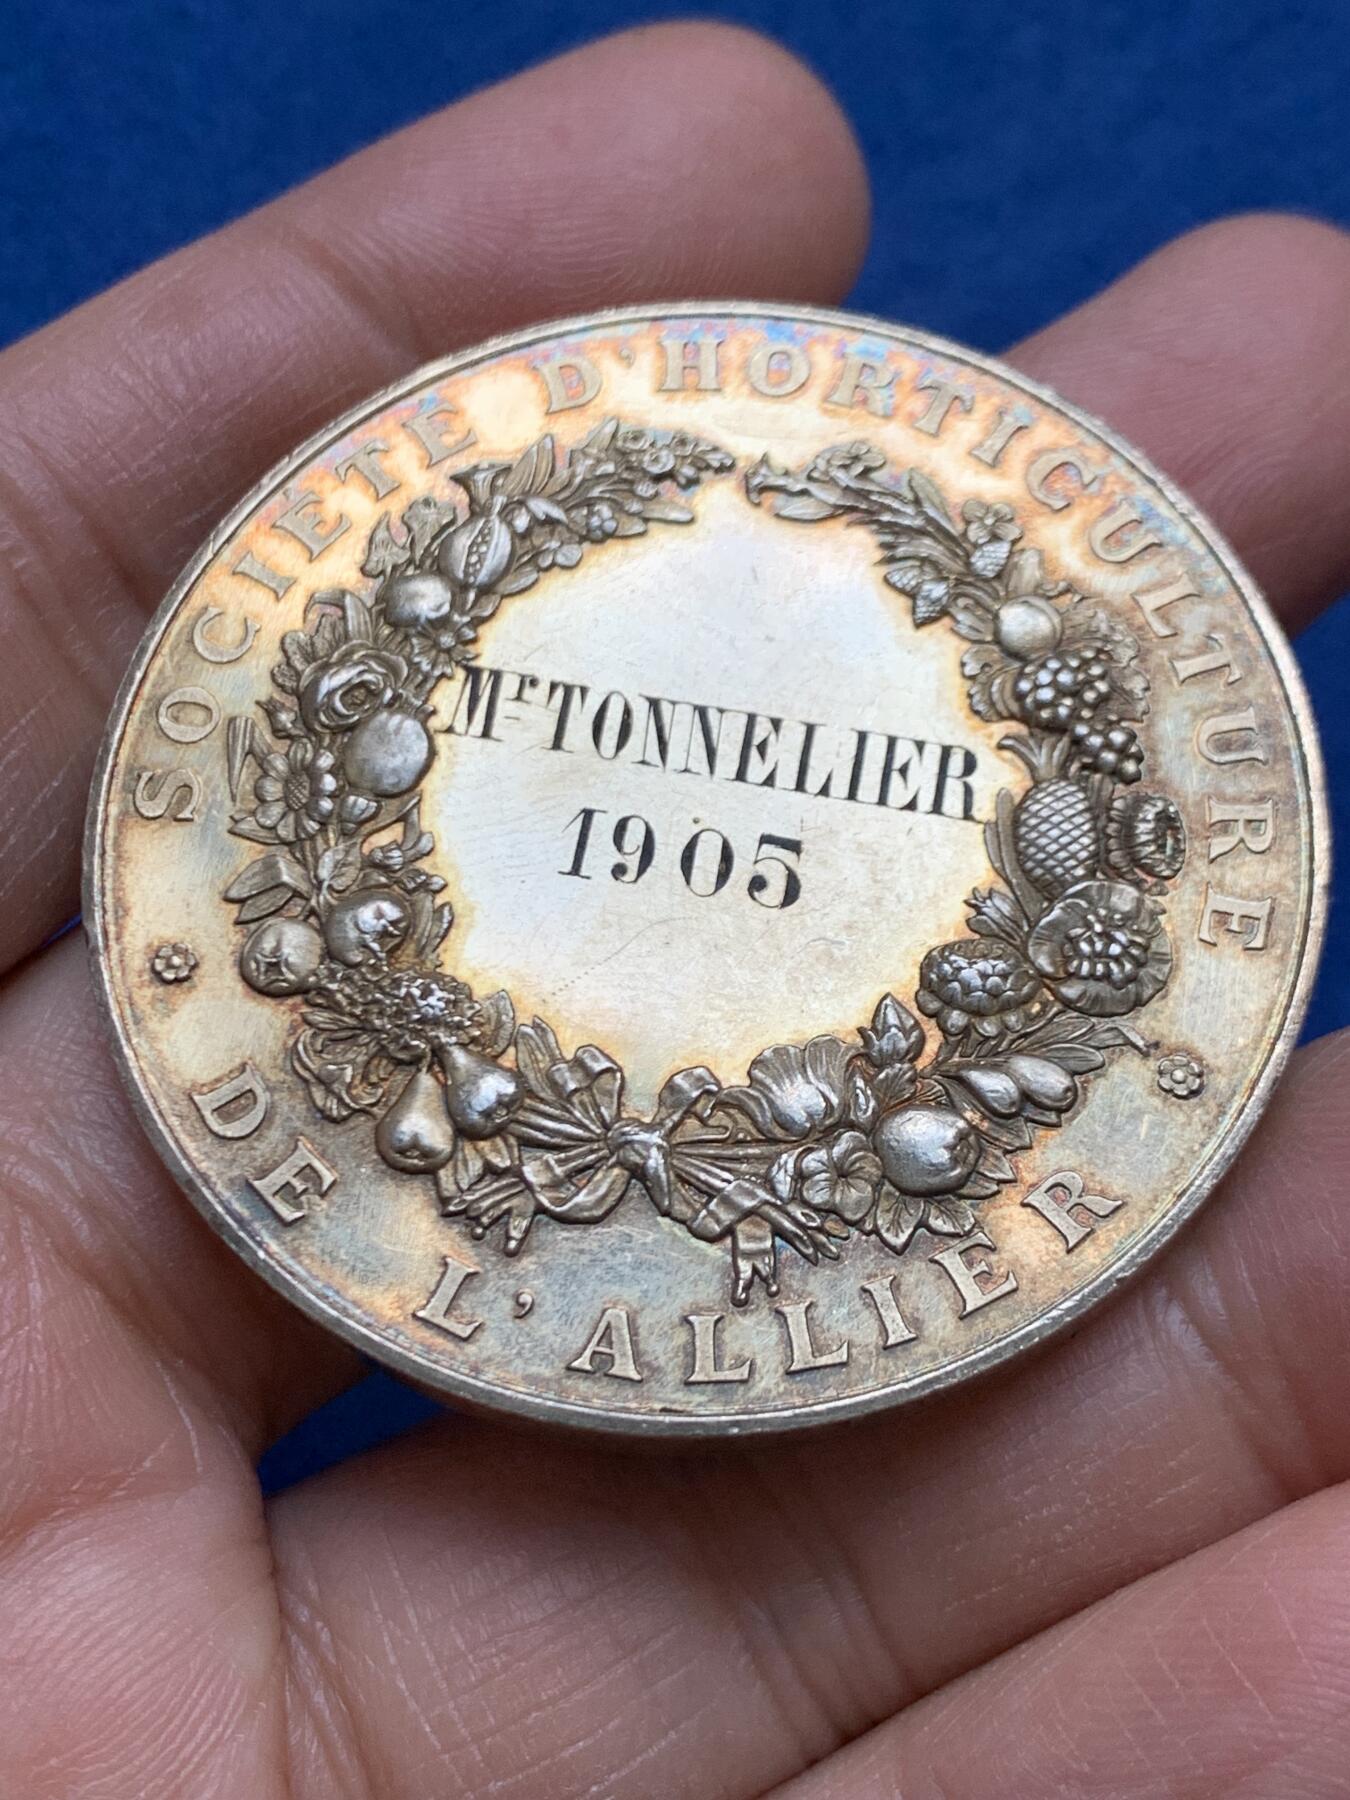 SOCIÉTÉ D'HORTICULTURE
Mr TONNELIER
1905
DE L'ALLIER